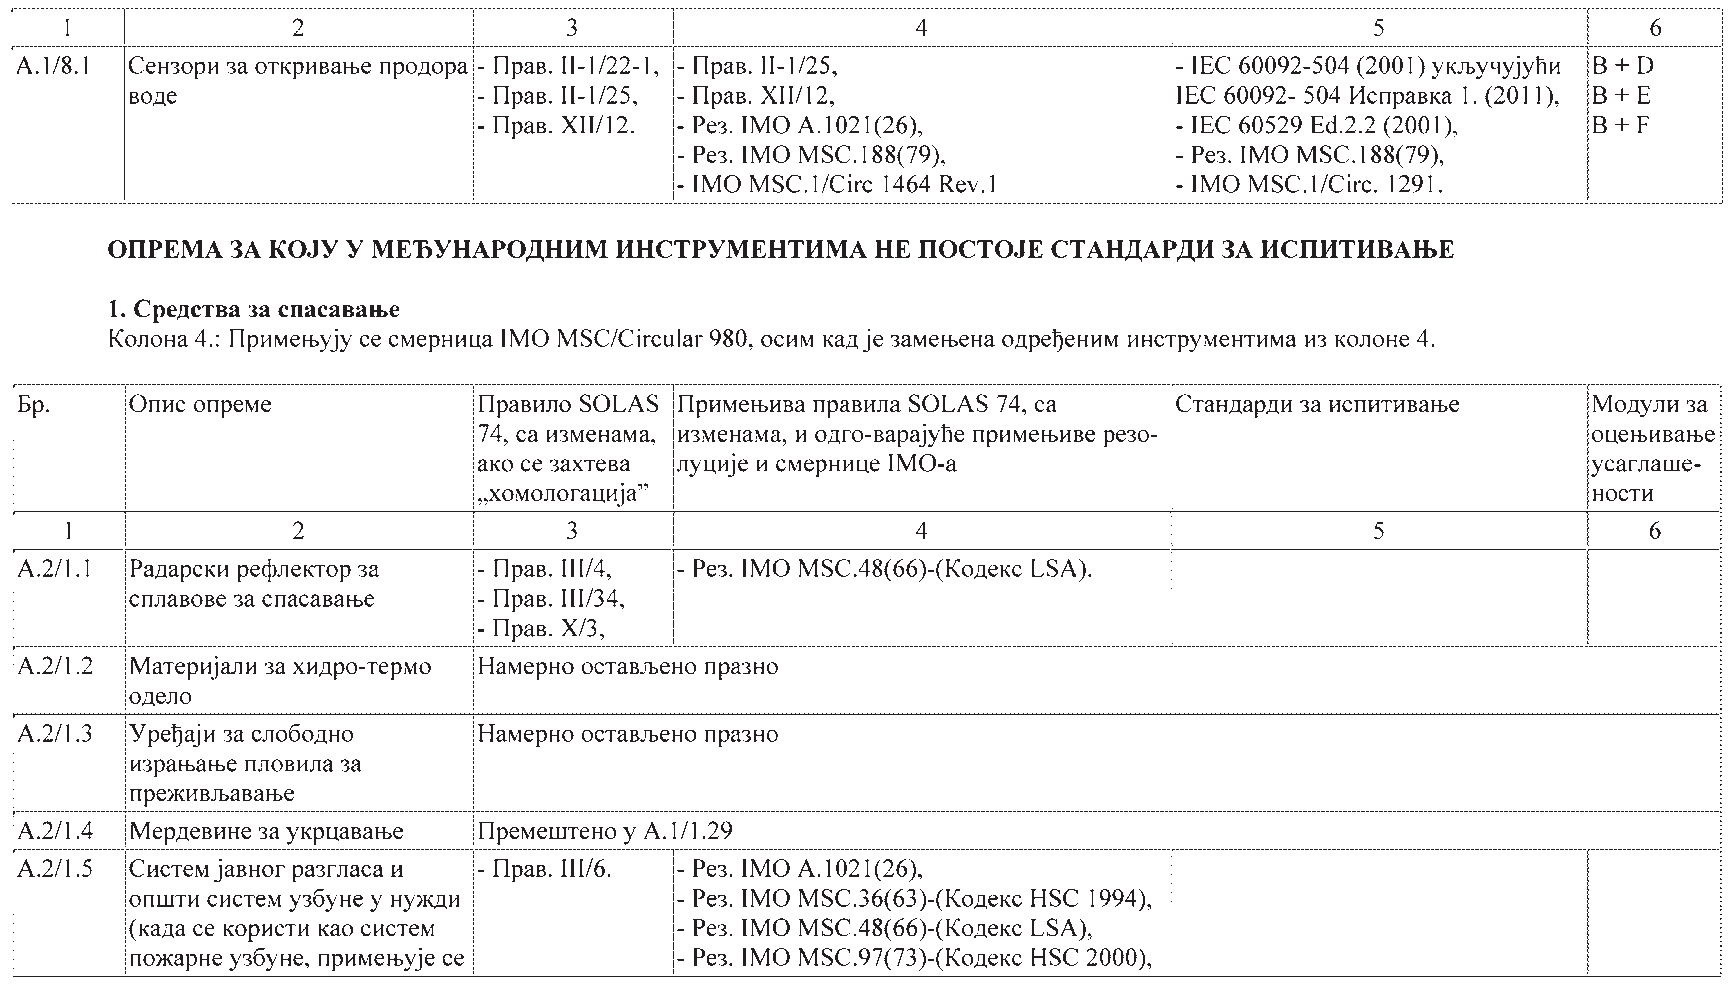 1 2 3 4 5 6
А.1/8.1 Сензори за откривање продора - Прав. II-1/22-1, - Прав. II-1/25, - IEC 60092-504 (2001) укључујући B + D
воде - Прав. II-1/25, - Прав. XII/12, IEC 60092- 504 Исправка 1. (2011), B + E
- Прав. XII/12. - Рез. IMO A.1021(26), - IEC 60529 Ed.2.2 (2001), B + F
- Рез. IMO MSC.188(79), - Рез. IMO MSC.188(79),
- IMO MSC.1/Circ 1464 Rev.1 - IMO MSC.1/Circ. 1291.
ОПРЕМА ЗА КОЈУ У МЕЂУНАРОДНИМ ИНСТРУМЕНТИМА НЕ ПОСТОЈЕ СТАНДАРДИ ЗА ИСПИТИВАЊЕ
1. Средства за спасавање
Колона 4.: Примењују се смерница IMO MSC/Circular 980, осим кад је замењена одређеним инструментима из колоне 4.
Бр. Опис опреме Правило SOLAS Примењива правила SOLAS 74, са Стандарди за испитивање Модули за
74, са изменама, изменама, и одго-варајуће примењиве резо- оцењивање
ако се захтева луције и смернице IMO-а усаглаше-
„хомологација” ности
1 2 3 4 5 6
А.2/1.1 Радарски рефлектор за - Прав. III/4, - Рез. IMO MSC.48(66)-(Кодекс LSA).
сплавове за спасавање - Прав. III/34,
- Прав. X/3,
А.2/1.2 Материјали за хидро-термо Намерно остављено празно
одело
А.2/1.3 Уређаји за слободно Намерно остављено празно
израњање пловила за
преживљавање
А.2/1.4 Мердевине за укрцавање Премештено у А.1/1.29
А.2/1.5 Систем јавног разгласа и - Прав. III/6. - Рез. IMO A.1021(26),
општи систем узбуне у нужди - Рез. IMO MSC.36(63)-(Кодекс HSC 1994),
(када се користи као систем - Рез. IMO MSC.48(66)-(Кодекс LSA),
пожарне узбуне, примењује се - Рез. IMO MSC.97(73)-(Кодекс HSC 2000),